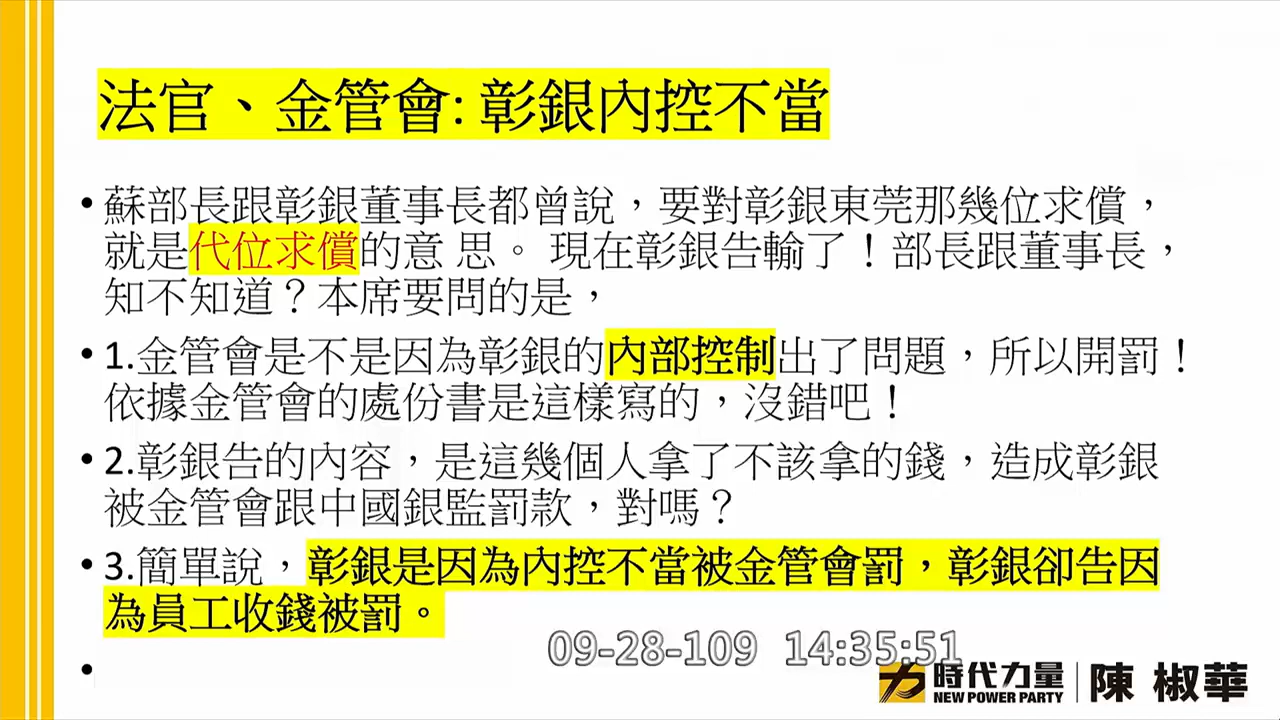 法官、金管會: 彰銀內控不當
• 蘇部長跟彰銀董事長都曾說，要對彰銀東莞那幾位求償，
就是代位求償的意 思。 現在彰銀告輸了！部長跟董事長，
知不知道？本席要問的是，
• 1.金管會是不是因為彰銀的內部控制出了問題，所以開罰！
依據金管會的處份書是這樣寫的，沒錯吧！
• 2.彰銀告的內容，是這幾個人拿了不該拿的錢，造成彰銀
被金管會跟中國銀監罰款，對嗎？
• 3.簡單說，彰銀是因為內控不當被金管會罰，彰銀卻告因
為員工收錢被罰。
•
09-28-109 14:35:51
力 時代力量 陳 椒華
NEW POWER PARTY